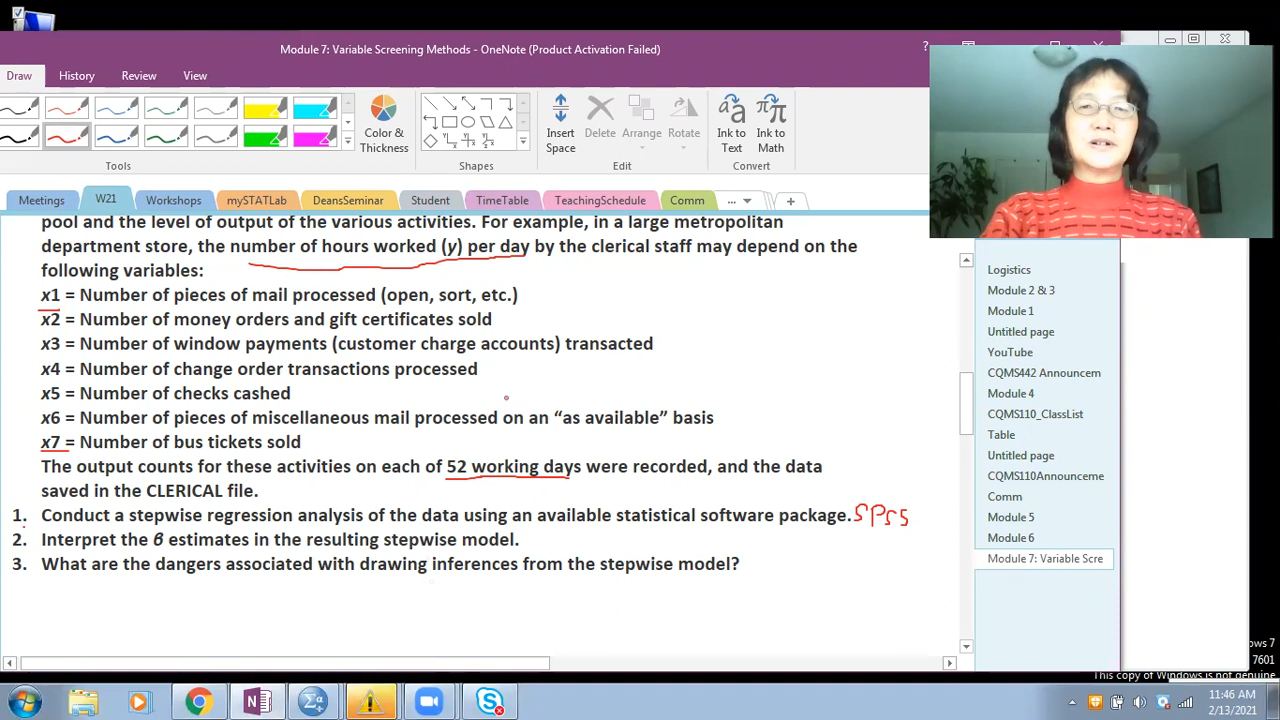 Module 7: Variable Screening Methods - OneNote (Product Activation Failed)
?
Draw
History
Review
View
Color &
Thickness
Insert
Space
Delete
Arrange
Rotate
Ink to
Text
Ink to
Math
Tools
Shapes
Edit
Convert
Meetings
W21
Workshops
mySTATLab
DeansSeminar
Student
TimeTable
TeachingSchedule
Comm
...
pool and the level of output of the various activities. For example, in a large metropolitan
department store, the number of hours worked (y) per day by the clerical staff may depend on the
following variables:
x1 = Number of pieces of mail processed (open, sort, etc.)
x2 = Number of money orders and gift certificates sold
x3 = Number of window payments (customer charge accounts) transacted
x4 = Number of change order transactions processed
x5 = Number of checks cashed
x6 = Number of pieces of miscellaneous mail processed on an “as available” basis
x7 = Number of bus tickets sold
The output counts for these activities on each of 52 working days were recorded, and the data
saved in the CLERICAL file.
1. Conduct a stepwise regression analysis of the data using an available statistical software package. SPSS
2. Interpret the β estimates in the resulting stepwise model.
3. What are the dangers associated with drawing inferences from the stepwise model?
Logistics
Module 2 & 3
Module 1
Untitled page
YouTube
CQMS442 Announcem
Module 4
CQMS110_ClassList
Table
Untitled page
CQMS110Announceme
Comm
Module 5
Module 6
Module 7: Variable Scre
ows 7
7601
This copy of Windows is not genuine
11:46 AM
2/13/2021